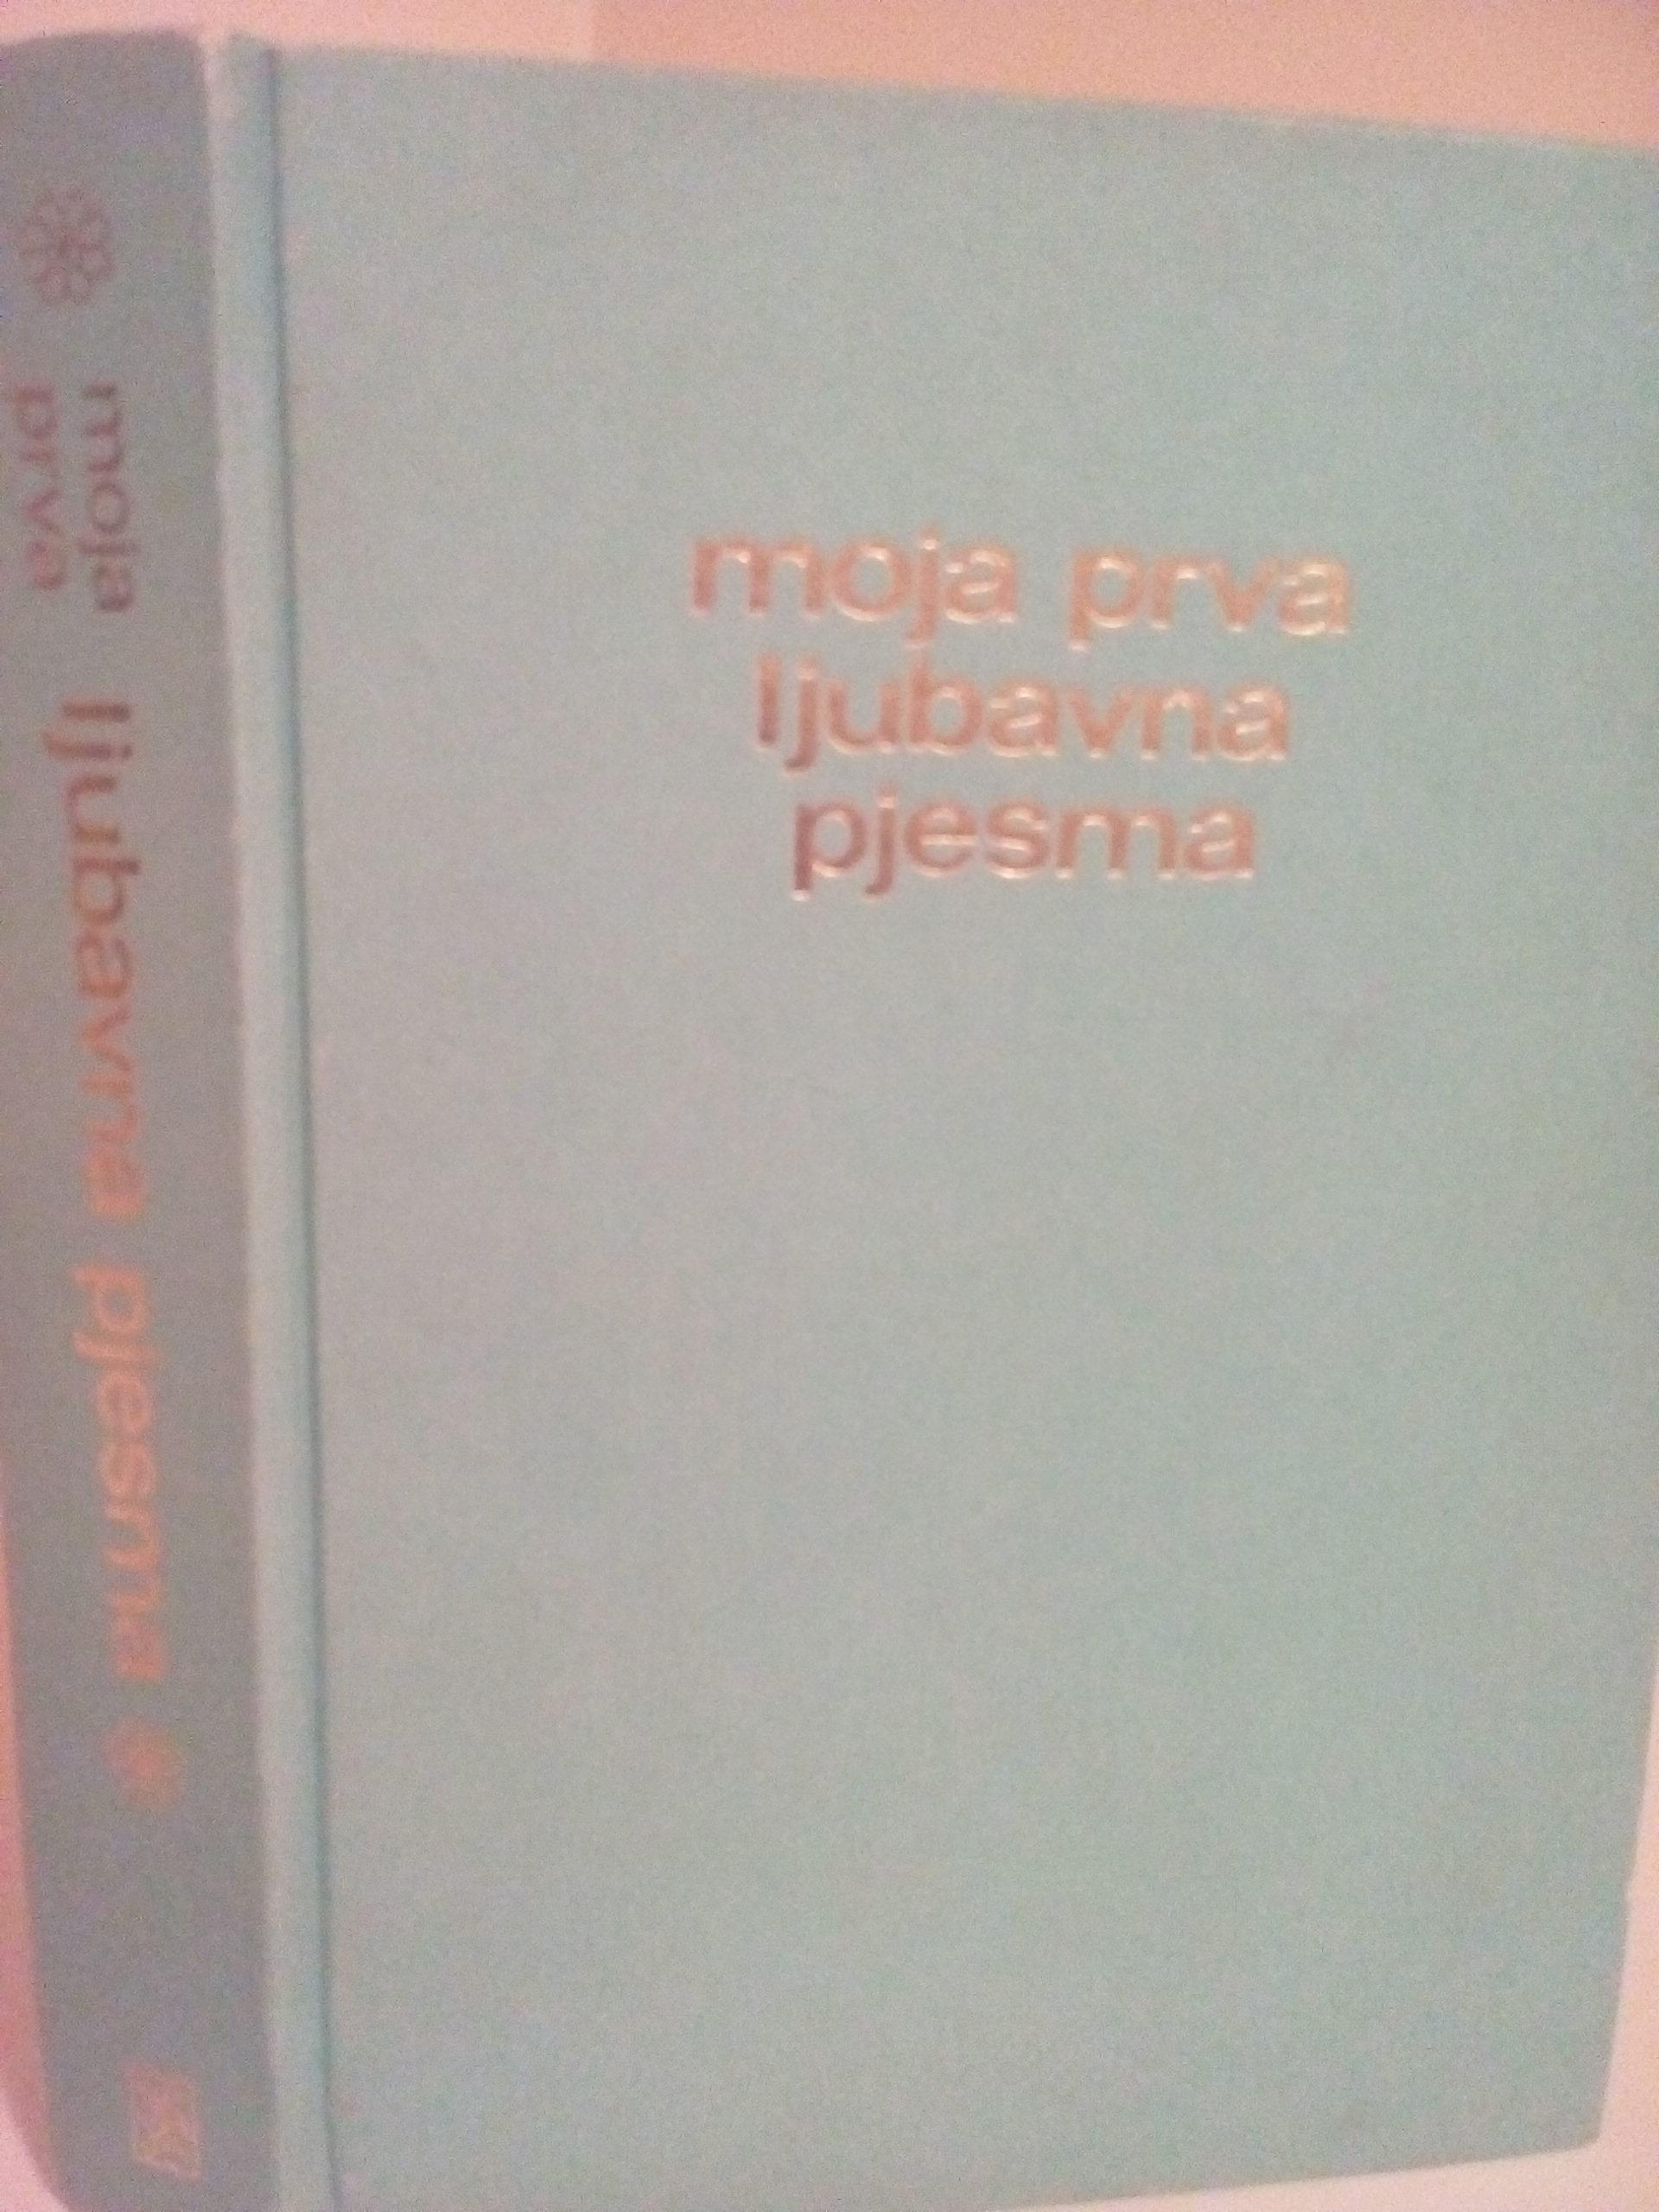 moja prva
ljubavna
pjesma
moja
prva
ljubavna pjesma